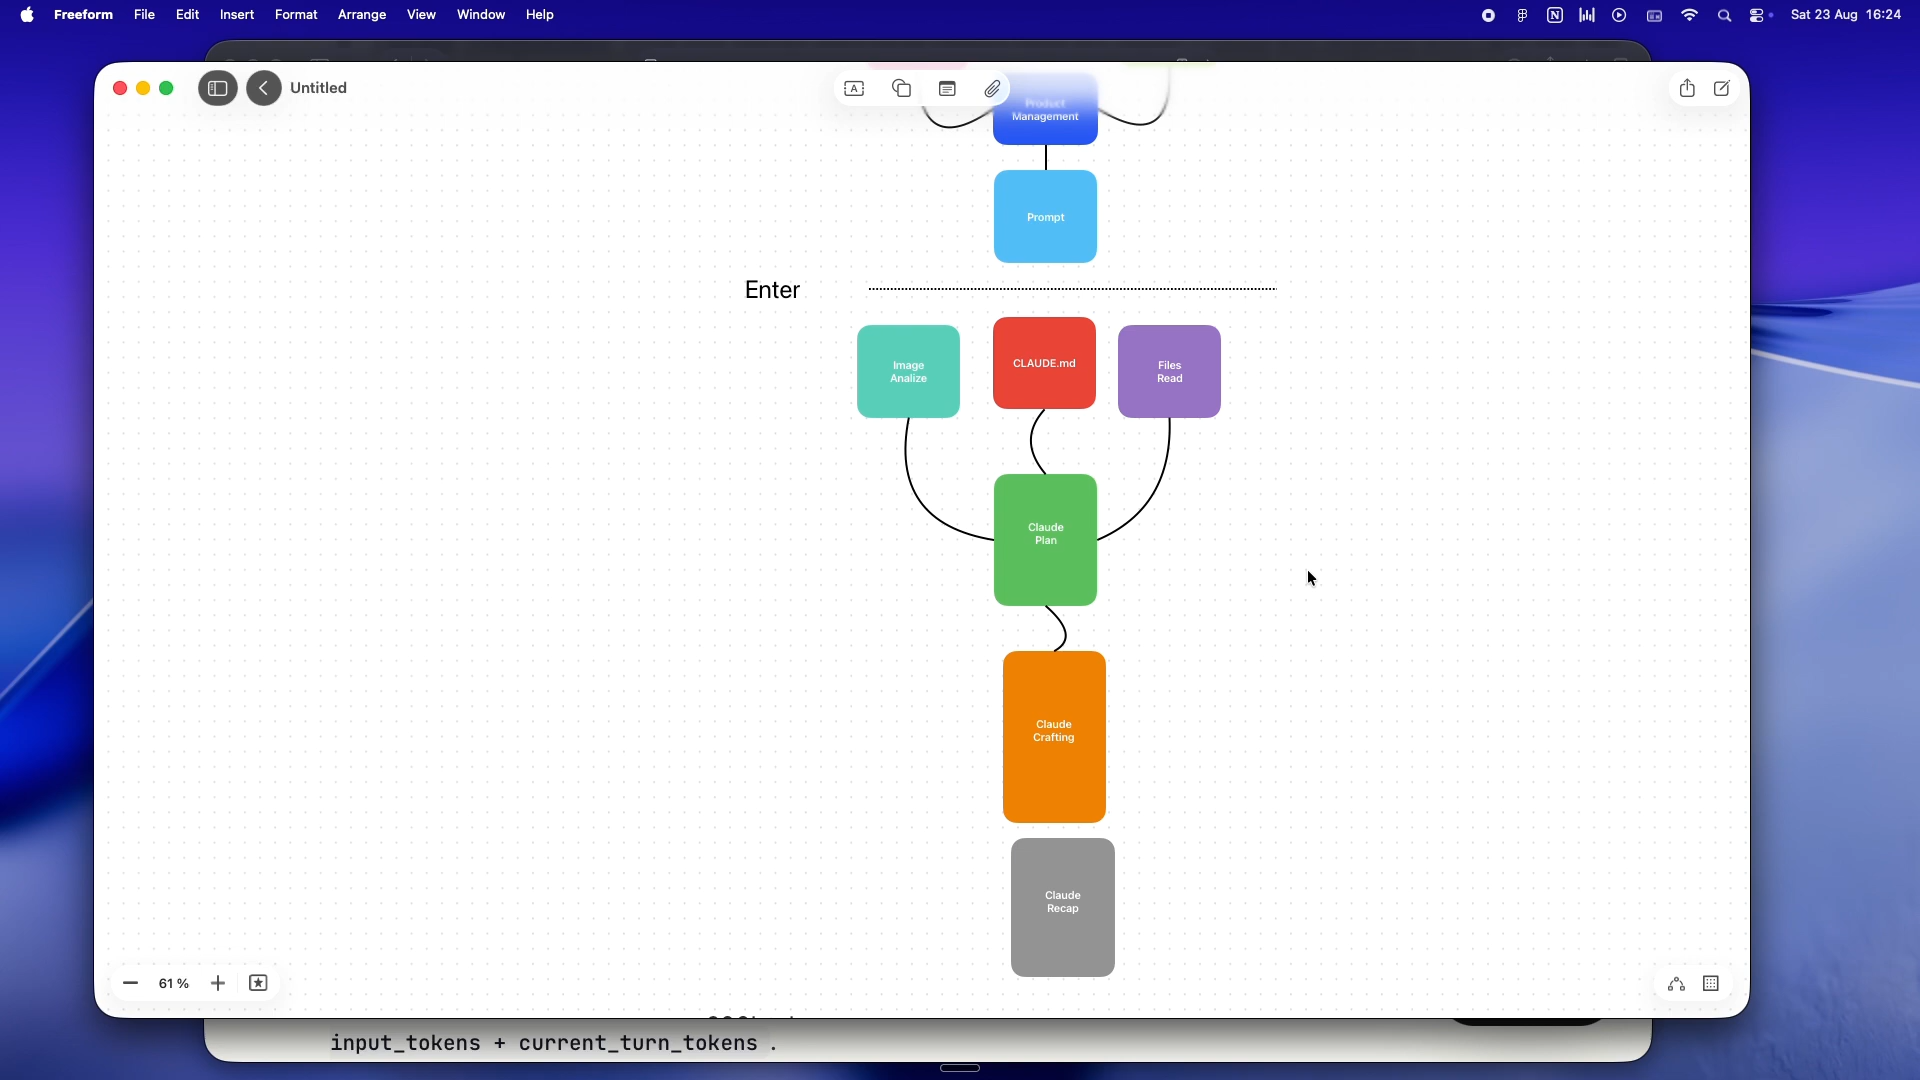 Freeform File Edit Insert Format Arrange View Window Help
Sat 23 Aug 16:24
Untitled
Product
Management
Prompt
Enter
Image
Analize
CLAUDE.md
Files
Read
Claude
Plan
Claude
Crafting
Claude
Recap
61%
input_tokens + current_turn_tokens .